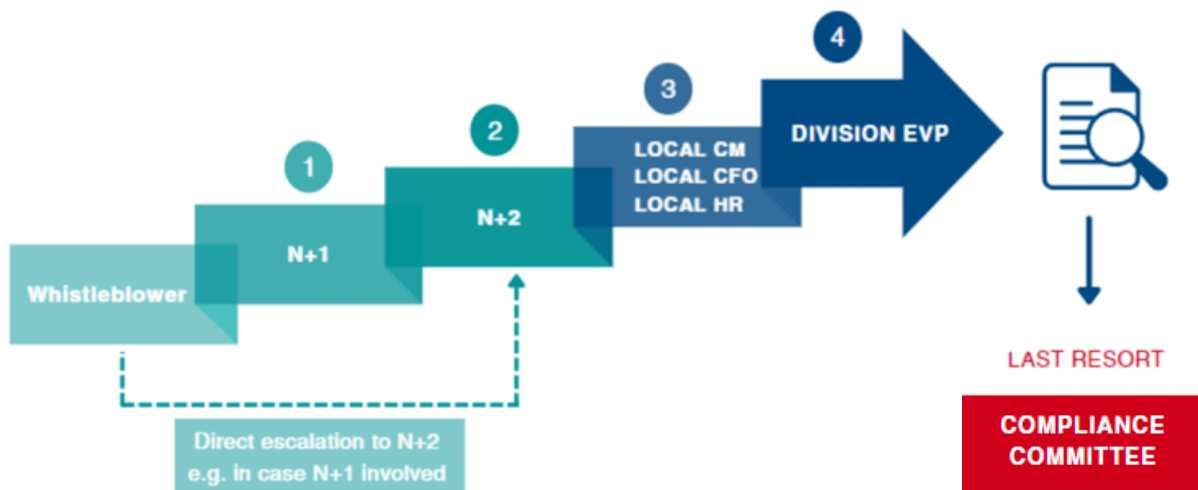 4
3
2
1
DIVISION EVP
LOCAL CM
LOCAL CFO
LOCAL HR
N+2
N+1
Whistleblower
Direct escalation to N+2
e.g. in case N+1 involved
LAST RESORT
COMPLIANCE
COMMITTEE